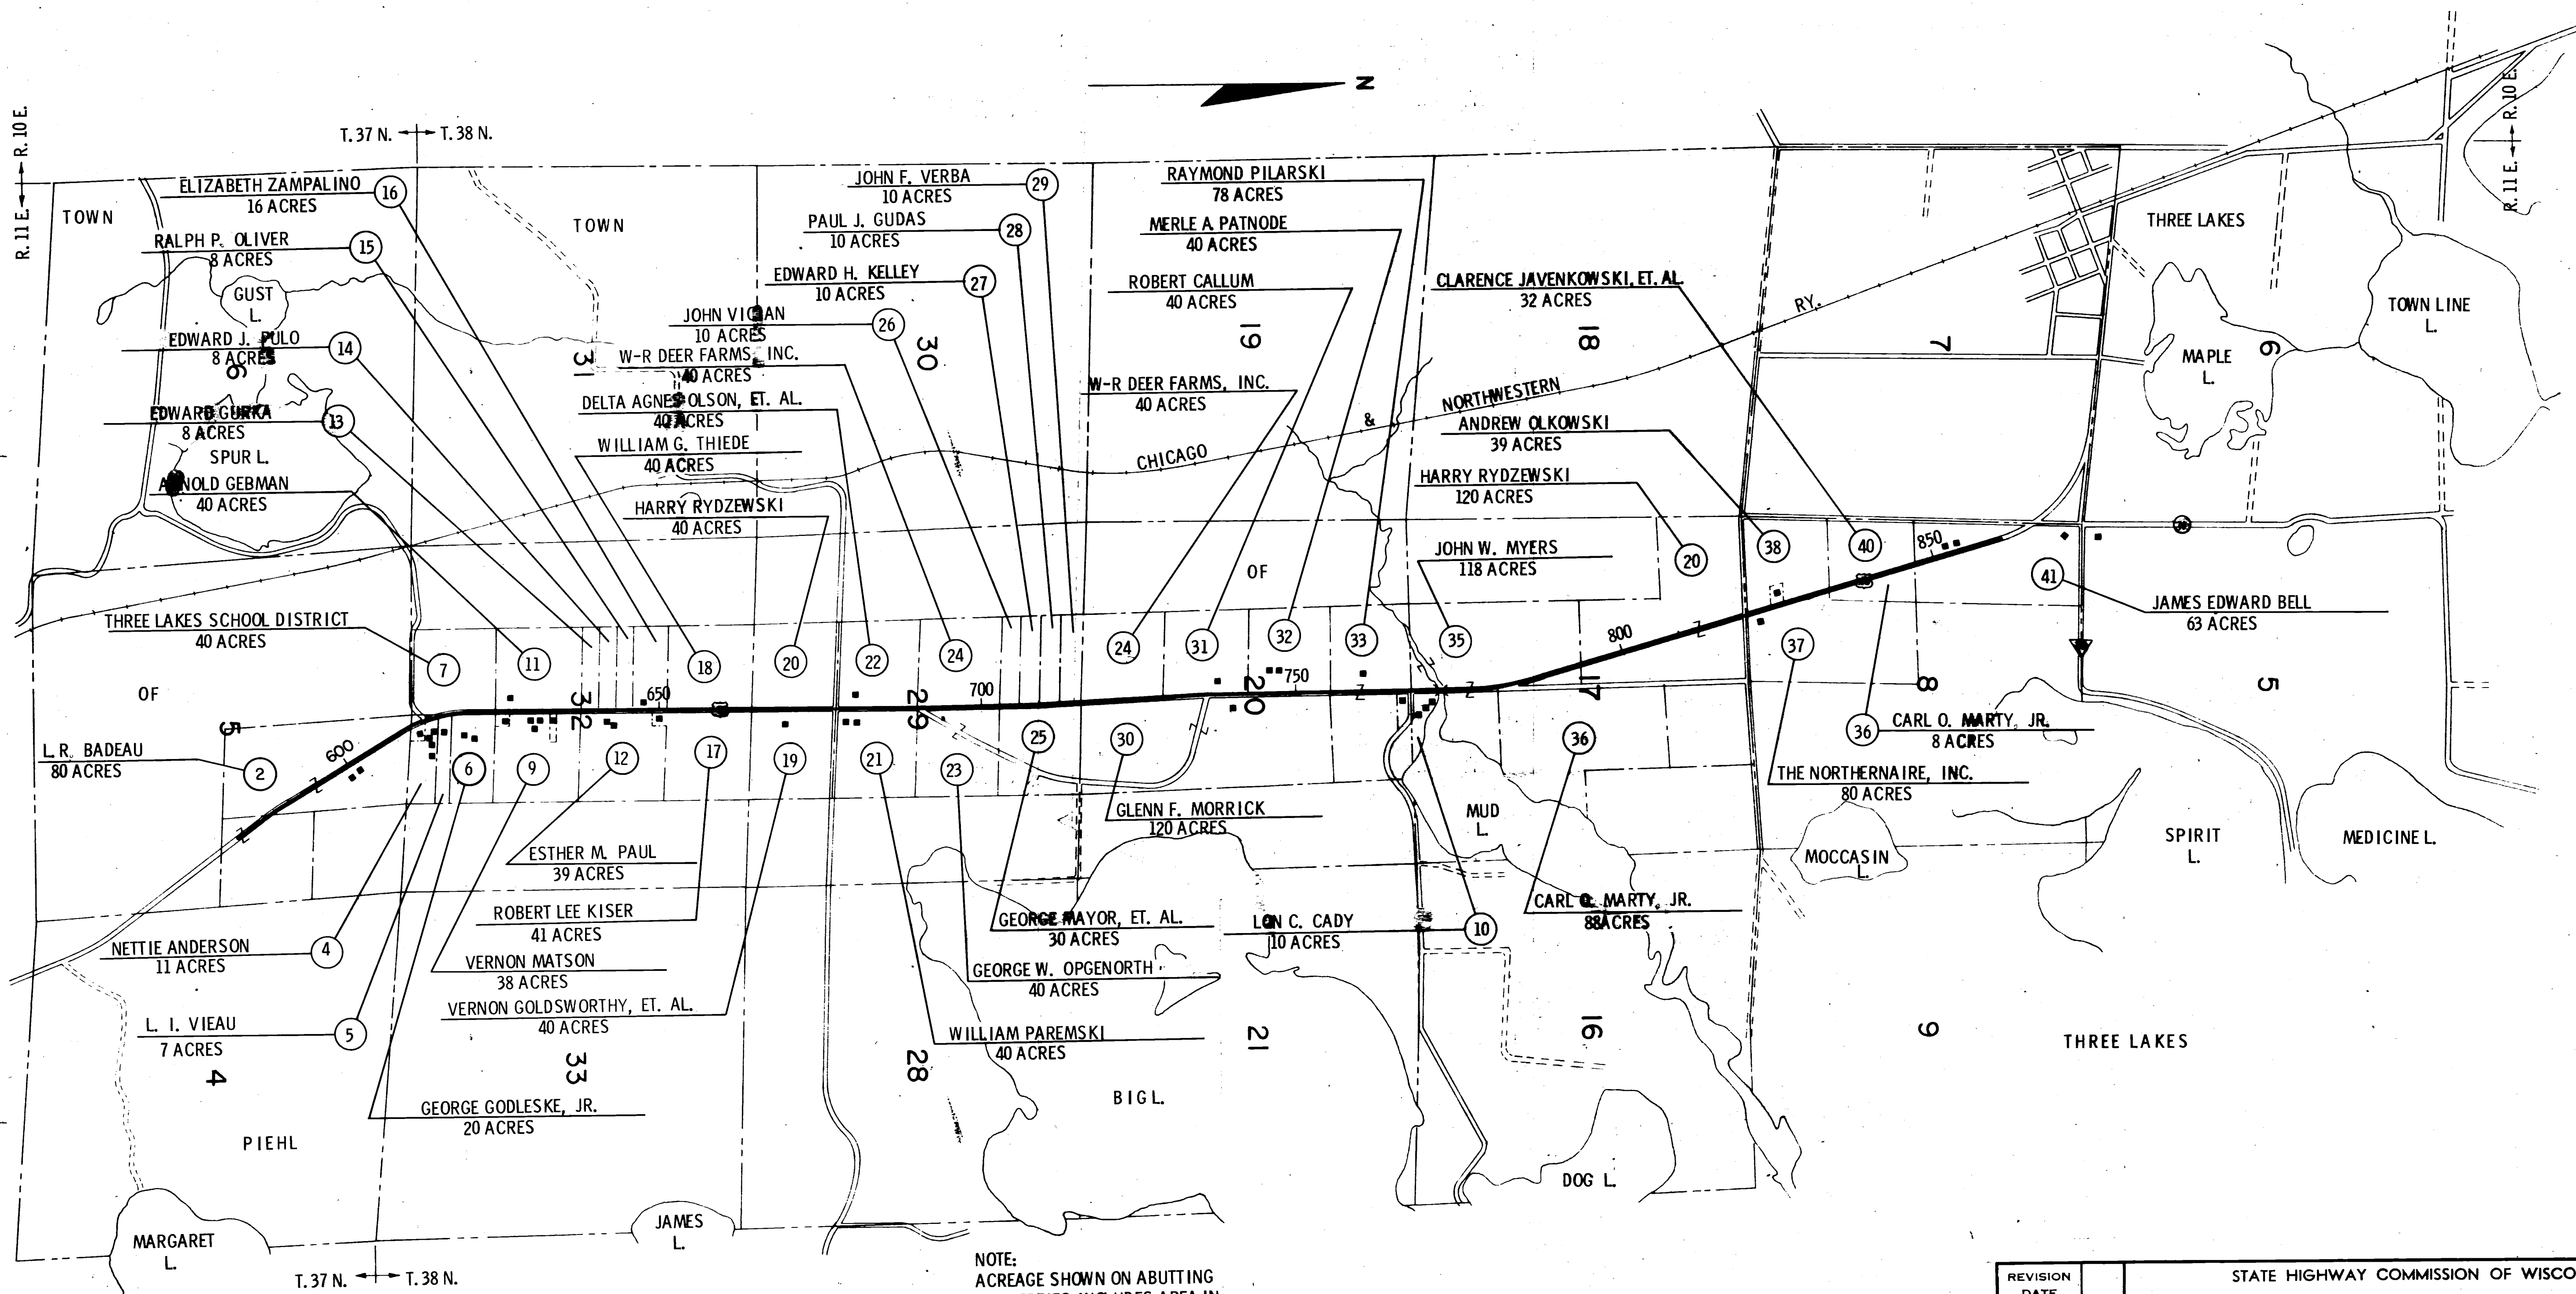 N
R. 11 E. R. 10 E.
T. 37 N. T. 38 N.
R. 11 E. R. 10 E.
TOWN
ELIZABETH ZAMPALINO
16 ACRES
16
RALPH P. OLIVER
8 ACRES
15
GUST
L.
EDWARD J. PULO
8 ACRES
14
6
EDWARD GURKA
8 ACRES
13
SPUR L.
ARNOLD GEBMAN
40 ACRES
THREE LAKES SCHOOL DISTRICT
40 ACRES
TOWN
31
JOHN F. VERBA
10 ACRES
29
PAUL J. GUDAS
10 ACRES
28
EDWARD H. KELLEY
10 ACRES
27
JOHN
10 ACRES
26
30
W-R DEER FARMS, INC.
40 ACRES
DELTA AGNES OLSON, ET. AL.
40 ACRES
WILLIAM G. THIEDE
40 ACRES
HARRY RYDZEWSKI
40 ACRES
RAYMOND PILARSKI
78 ACRES
MERLE A. PATNODE
40 ACRES
ROBERT CALLUM
40 ACRES
19
W-R DEER FARMS, INC.
40 ACRES
CHICAGO & NORTHWESTERN RY.
CLARENCE JAVENKOWSKI, ET. AL.
32 ACRES
18
ANDREW OLKOWSKI
39 ACRES
HARRY RYDZEWSKI
120 ACRES
JOHN W. MYERS
118 ACRES
7
THREE LAKES
MAPLE
L.
6
TOWN LINE
L.
OF
OF
7
11
18
20
22
24
24
31
32
33
35
20
38
40
41
JAMES EDWARD BELL
63 ACRES
600
650
700
750
800
850
5
32
29
20
17
8
5
L. R. BADEAU
80 ACRES
2
6
9
12
17
19
21
23
25
30
36
37
36
CARL O. MARTY, JR.
8 ACRES
THE NORTHERNAIRE, INC.
80 ACRES
GLENN F. MORRICK
120 ACRES
MUD
L.
MOCCASIN
L.
SPIRIT
L.
MEDICINE L.
ESTHER M. PAUL
39 ACRES
ROBERT LEE KISER
41 ACRES
VERNON MATSON
38 ACRES
VERNON GOLDSWORTHY, ET. AL.
40 ACRES
GEORGE MAYOR, ET. AL.
30 ACRES
GEORGE W. OPGENORTH
40 ACRES
WILLIAM PAREMSKI
40 ACRES
LON C. CADY
10 ACRES
10
CARL O. MARTY, JR.
88 ACRES
NETTIE ANDERSON
11 ACRES
4
L. I. VIEAU
7 ACRES
5
GEORGE GODLESKE, JR.
20 ACRES
4
33
28
21
16
9
THREE LAKES
PIEHL
BIG L.
DOG L.
MARGARET
L.
JAMES
L.
T. 37 N. T. 38 N.
NOTE:
ACREAGE SHOWN ON ABUTTING
REVISION
STATE HIGHWAY COMMISSION OF WISCO